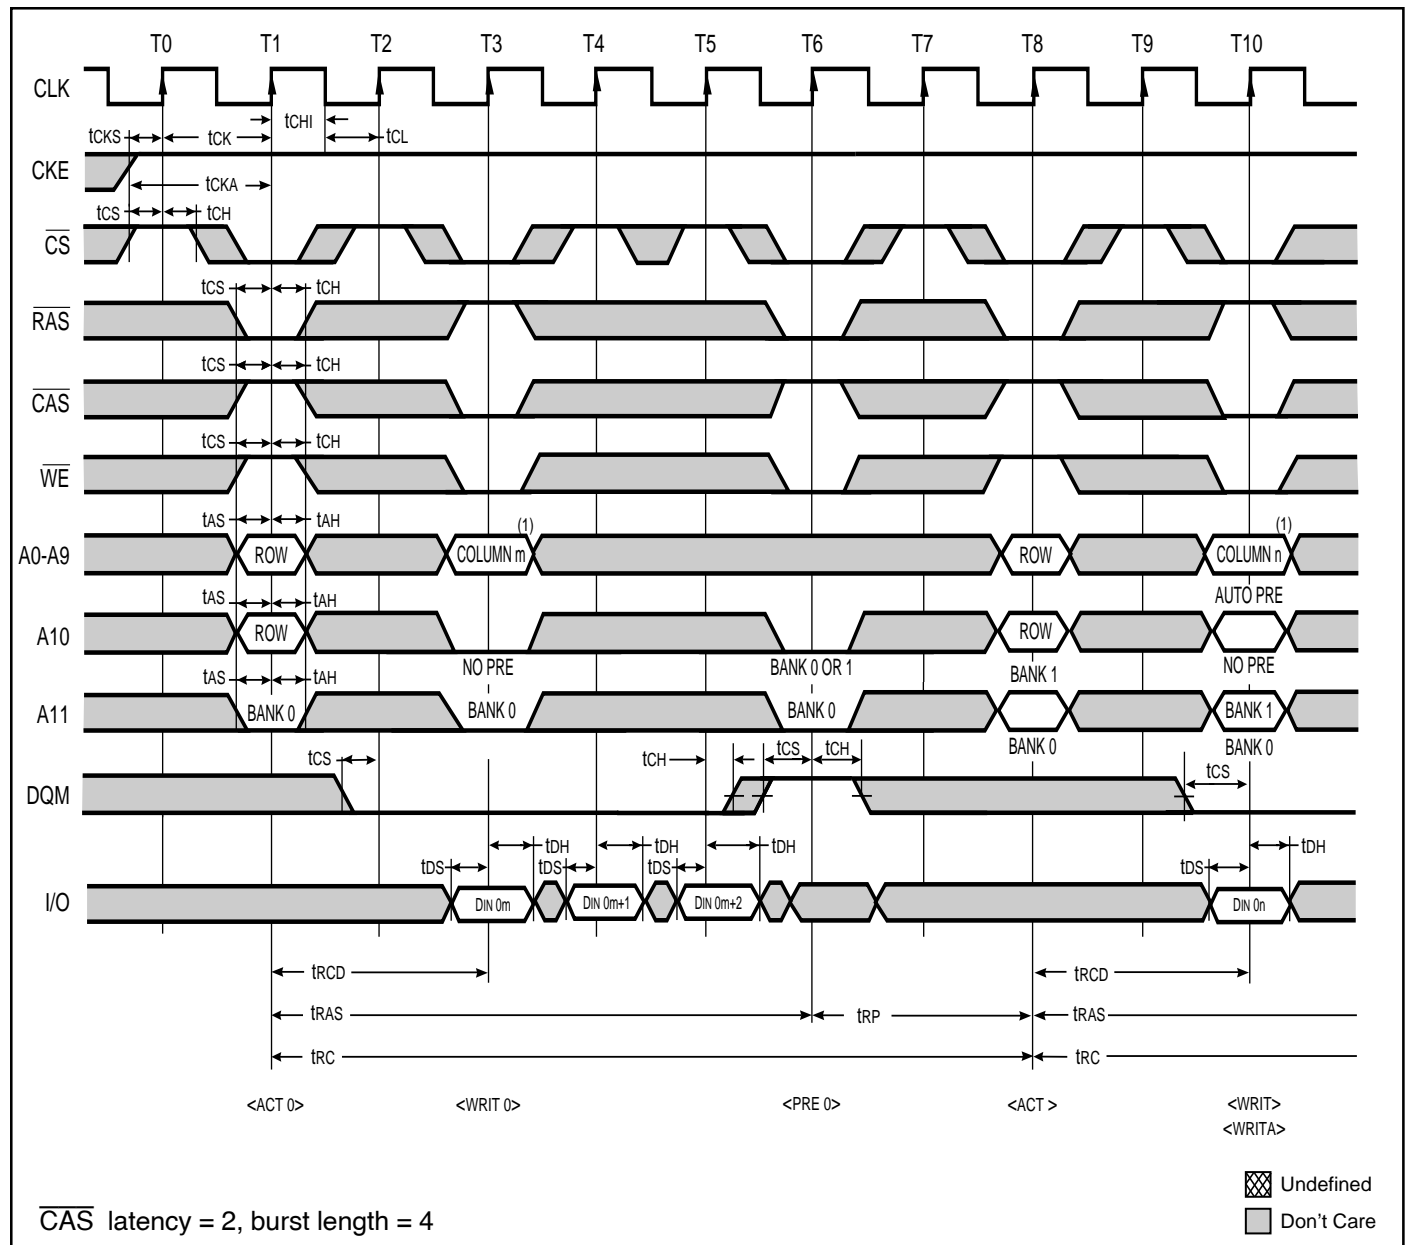 T0 T1 T2 T3 T4 T5 T6 T7 T8 T9 T10
CLK
tCHI
tCKS tCK tCL
CKE
tCKA
tCS tCH
CS
tCS tCH
RAS
tCS tCH
CAS
tCS tCH
WE
tAS tAH (1) (1)
A0-A9 ROW COLUMN m ROW COLUMN n
tAS tAH AUTO PRE
A10 ROW ROW
NO PRE BANK 0 OR 1 BANK 1 NO PRE
tAS tAH
A11 BANK 0 BANK 0 BANK 0 BANK 1
BANK 0 BANK 0
tCS tCH tCS tCH tCS
DQM
tDH tDH tDH tDH
tDS tDS tDS tDS
I/O DIN 0m DIN 0m+1 DIN 0m+2 DIN 0n
tRCD tRCD
tRAS tRP tRAS
tRC tRC
<ACT 0> <WRIT 0> <PRE 0> <ACT > <WRIT>
<WRITA>
Undefined
CAS latency = 2, burst length = 4
Don't Care